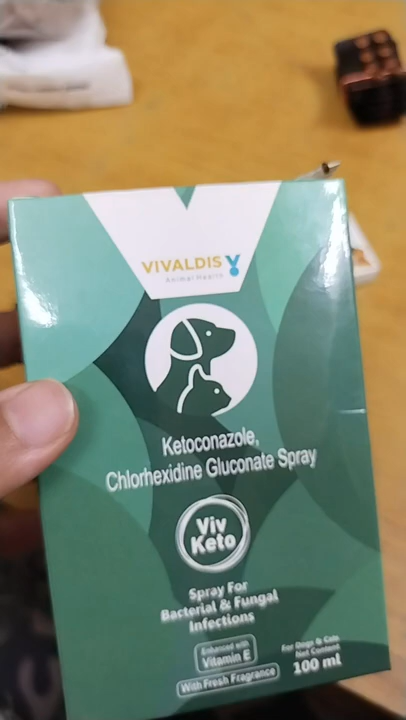 VIVALDIS
Animal Health
Ketoconazole,
Chlorhexidine Gluconate Spray
Viv
Keto
Spray For
Bacterial & Fungal
Infections
Enhanced with
Vitamin E
With Fresh Fragrance
For Dogs & Cats
Net Content
100 ml